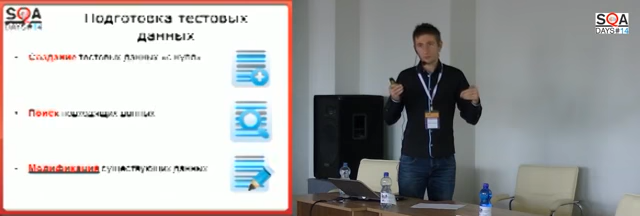 SQA
DAYS#14
Подготовка тестовых
данных
Создание тестовых данных «с нуля»
Поиск подходящих данных
Модификация существующих данных
SQA
DAYS#14